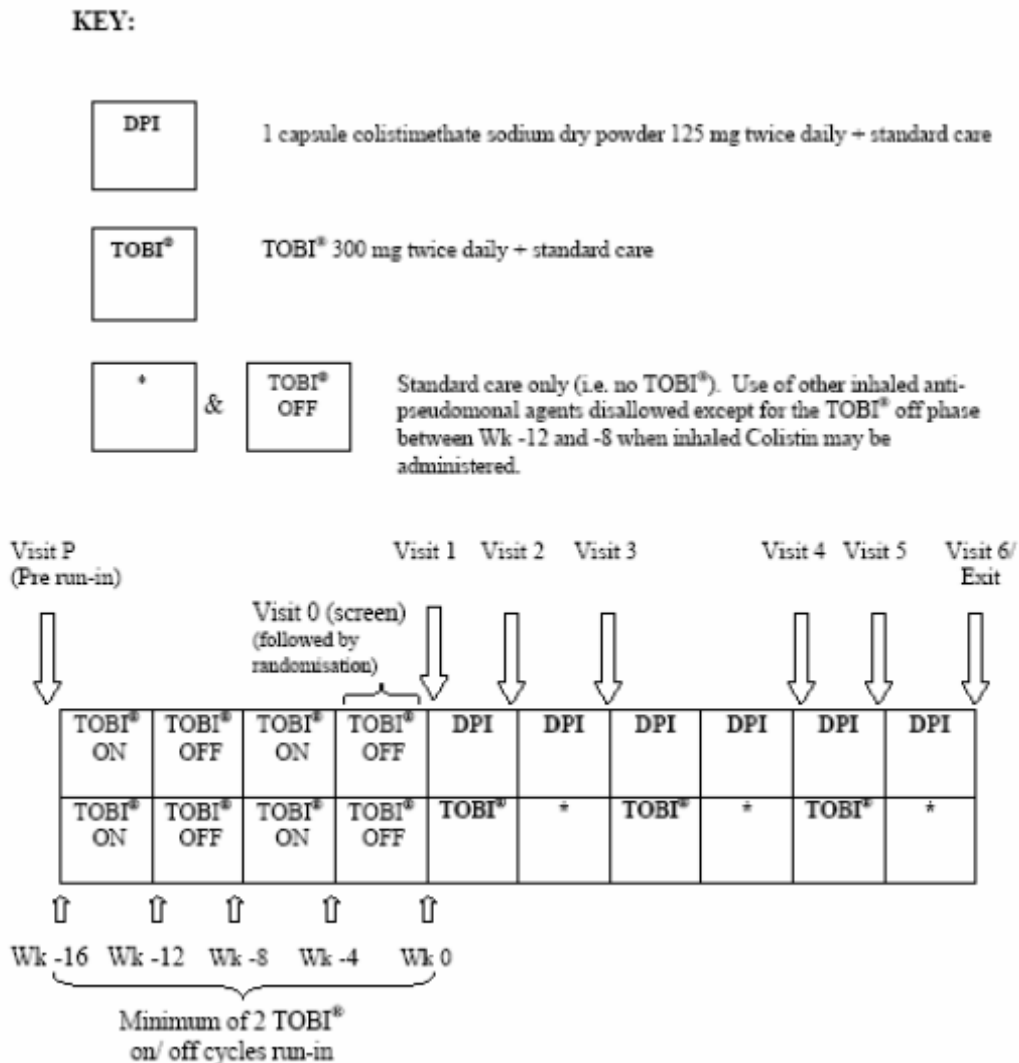 KEY:
DPI
1 capsule colistimethate sodium dry powder 125 mg twice daily + standard care
TOBI®
TOBI® 300 mg twice daily + standard care
*
&
TOBI®
OFF
Standard care only (i.e. no TOBI®). Use of other inhaled anti-
pseudomonal agents disallowed except for the TOBI® off phase
between Wk -12 and -8 when inhaled Colistin may be
administered.
Visit P
(Pre run-in)
Visit 0 (screen)
(followed by
randomisation)
Visit 1
Visit 2
Visit 3
Visit 4
Visit 5
Visit 6/
Exit
TOBI®
ON
TOBI®
OFF
TOBI®
ON
TOBI®
OFF
DPI
DPI
DPI
DPI
DPI
DPI
TOBI®
ON
TOBI®
OFF
TOBI®
ON
TOBI®
OFF
TOBI®
*
TOBI®
*
TOBI®
*
Wk -16
Wk -12
Wk -8
Wk -4
Wk 0
Minimum of 2 TOBI®
on/ off cycles run-in